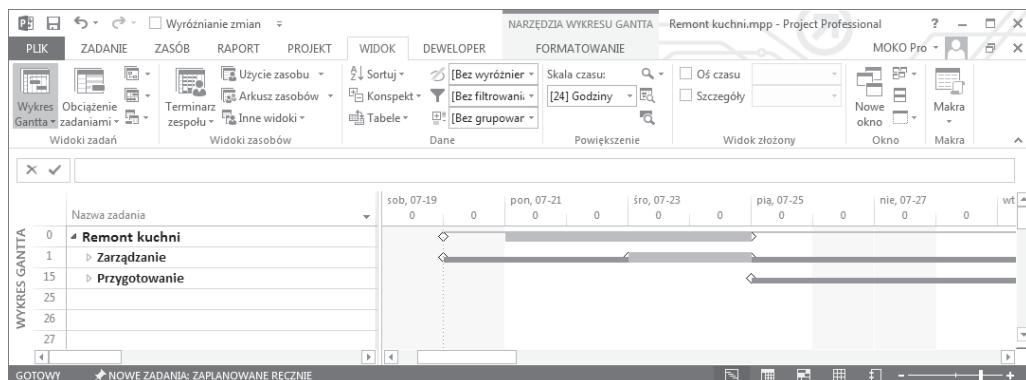 Wyróżnianie zmian
NARZĘDZIA WYKRESU GANTTA
Remont kuchni.mpp - Project Professional
?
PLIK ZADANIE ZASÓB RAPORT PROJEKT WIDOK DEWELOPER FORMATOWANIE MOKO Pro
Wykres Gantta
Obciążenie zadaniami
Widoki zadań
Terminarz zespołu
Użycie zasobu
Arkusz zasobów
Inne widoki
Widoki zasobów
Sortuj
Konspekt
Tabele
[Bez wyróżnier
[Bez filtrowani
[Bez grupowar
Dane
Skala czasu:
[24] Godziny
Powiększenie
Oś czasu
Szczegóły
Widok złożony
Nowe okno
Okno
Makra
Makra
Nazwa zadania
sob, 07-19 pon, 07-21 śro, 07-23 pią, 07-25 nie, 07-27 wt
0 0 0 0 0 0 0 0 0 0
WYKRES GANTTA
0 Remont kuchni
1 Zarządzanie
15 Przygotowanie
25
26
27
GOTOWY NOWE ZADANIA: ZAPLANOWANE RĘCZNIE